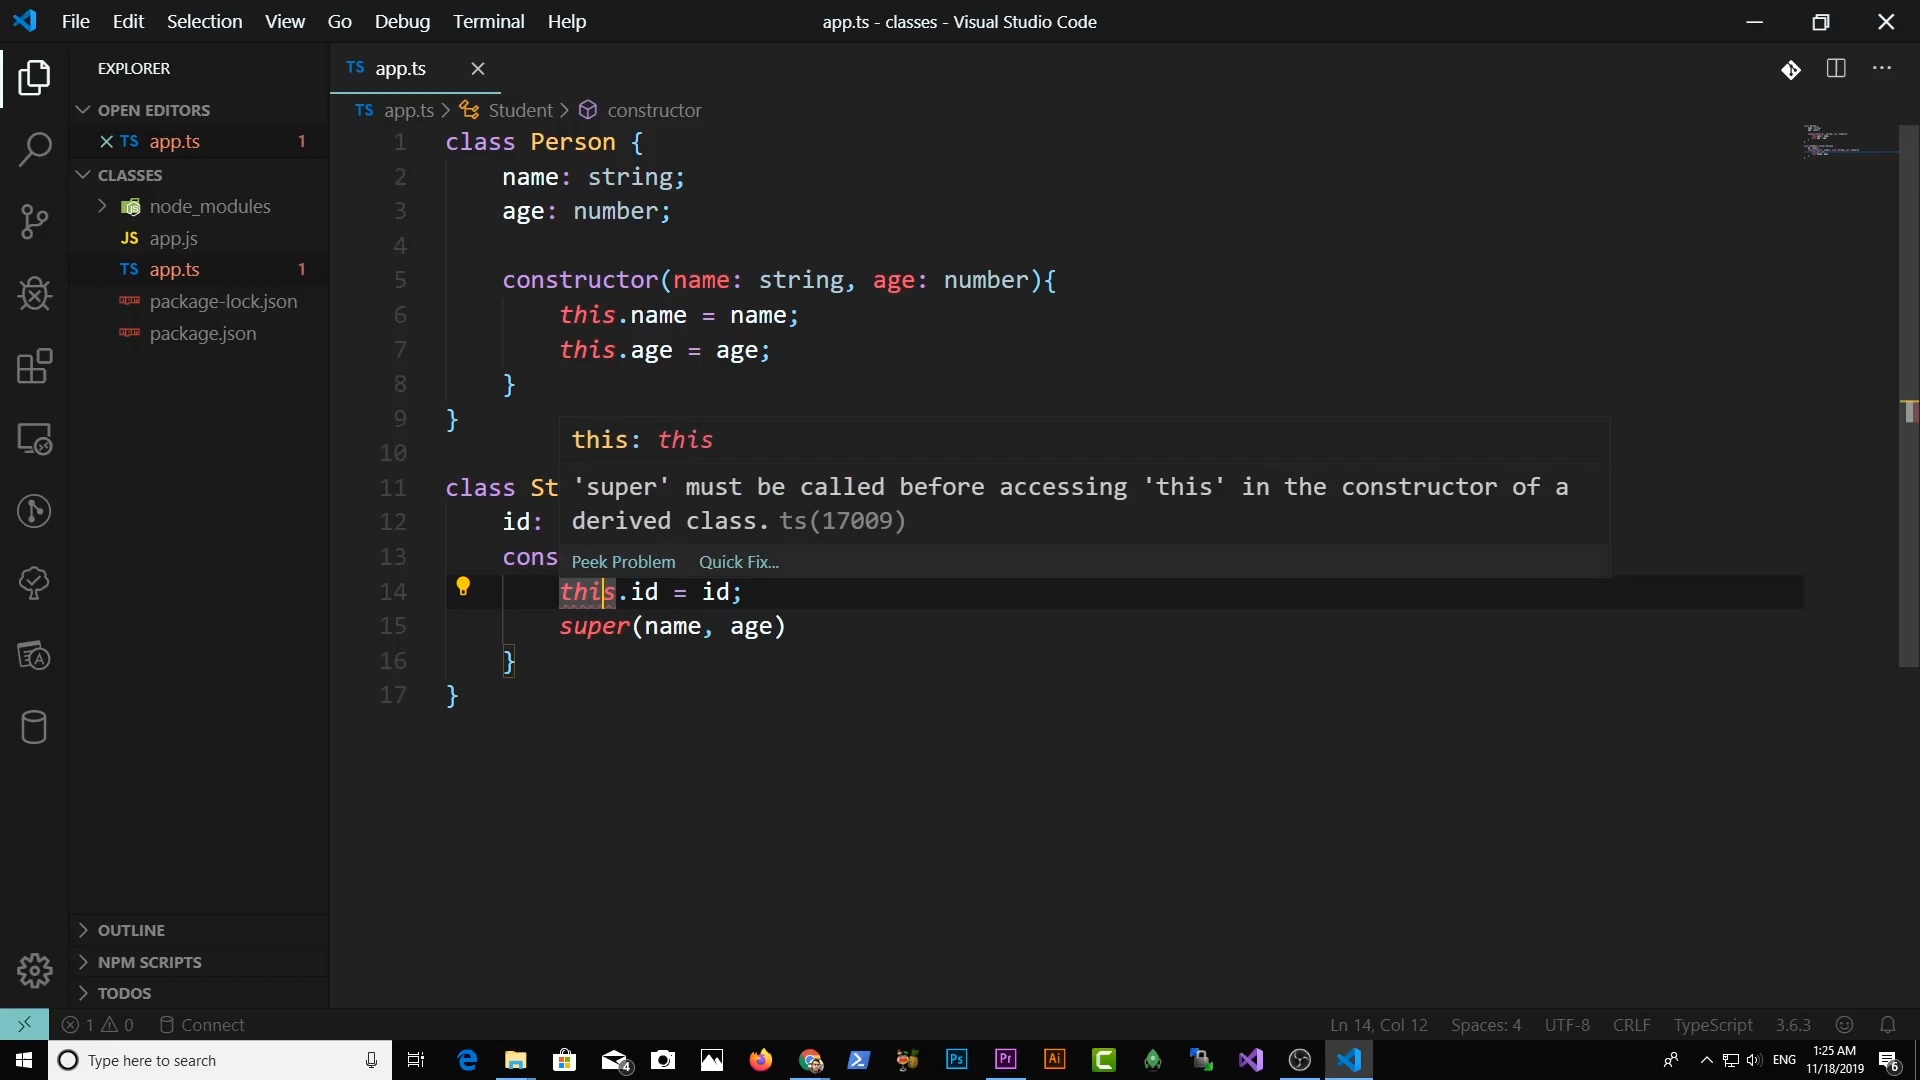 File Edit Selection View Go Debug Terminal Help
app.ts - classes - Visual Studio Code
EXPLORER
OPEN EDITORS
TS app.ts 1
CLASSES
node_modules
JS app.js
TS app.ts 1
package-lock.json
package.json
OUTLINE
NPM SCRIPTS
TODOS
TS app.ts
TS app.ts > Student > constructor
1 class Person {
2 name: string;
3 age: number;
4
5 constructor(name: string, age: number){
6 this.name = name;
7 this.age = age;
8 }
9 }
10
this: this
'super' must be called before accessing 'this' in the constructor of a
derived class. ts(17009)
Peek Problem Quick Fix...
11 class St
12 id:
13 cons
14 this.id = id;
15 super(name, age)
16 }
17 }
1 0 Connect
Ln 14, Col 12 Spaces: 4 UTF-8 CRLF TypeScript 3.6.3
Type here to search
4
Ps Pr Ai
ENG
1:25 AM
11/18/2019
6